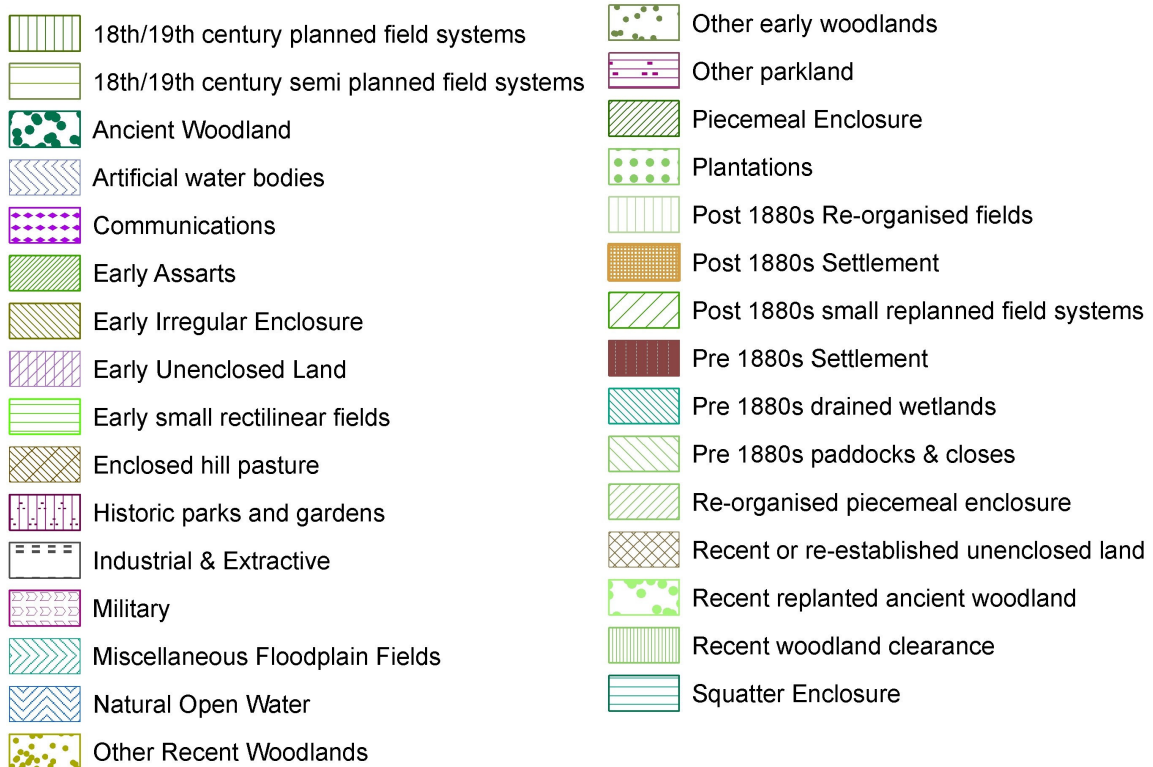 18th/19th century planned field systems
18th/19th century semi planned field systems
Ancient Woodland
Artificial water bodies
Communications
Early Assarts
Early Irregular Enclosure
Early Unenclosed Land
Early small rectilinear fields
Enclosed hill pasture
Historic parks and gardens
Industrial & Extractive
Military
Miscellaneous Floodplain Fields
Natural Open Water
Other Recent Woodlands
Other early woodlands
Other parkland
Piecemeal Enclosure
Plantations
Post 1880s Re-organised fields
Post 1880s Settlement
Post 1880s small replanned field systems
Pre 1880s Settlement
Pre 1880s drained wetlands
Pre 1880s paddocks & closes
Re-organised piecemeal enclosure
Recent or re-established unenclosed land
Recent replanted ancient woodland
Recent woodland clearance
Squatter Enclosure